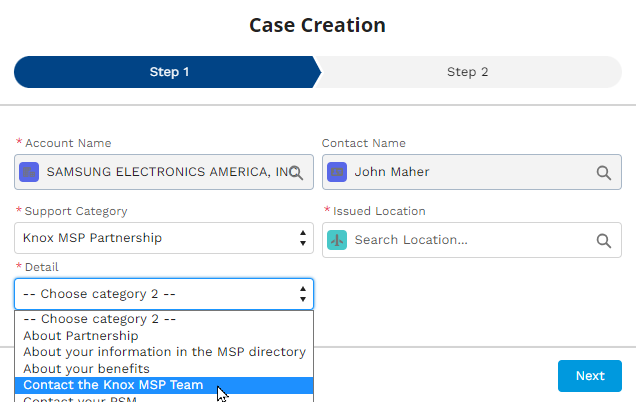 Case Creation
Step 1
Step 2
* Account Name
Contact Name
SAMSUNG ELECTRONICS AMERICA, INC
John Maher
* Support Category
* Issued Location
Knox MSP Partnership
Search Location...
* Detail
-- Choose category 2 --
-- Choose category 2 --
About Partnership
About your information in the MSP directory
About your benefits
Contact the Knox MSP Team
Contact your PSM
Next